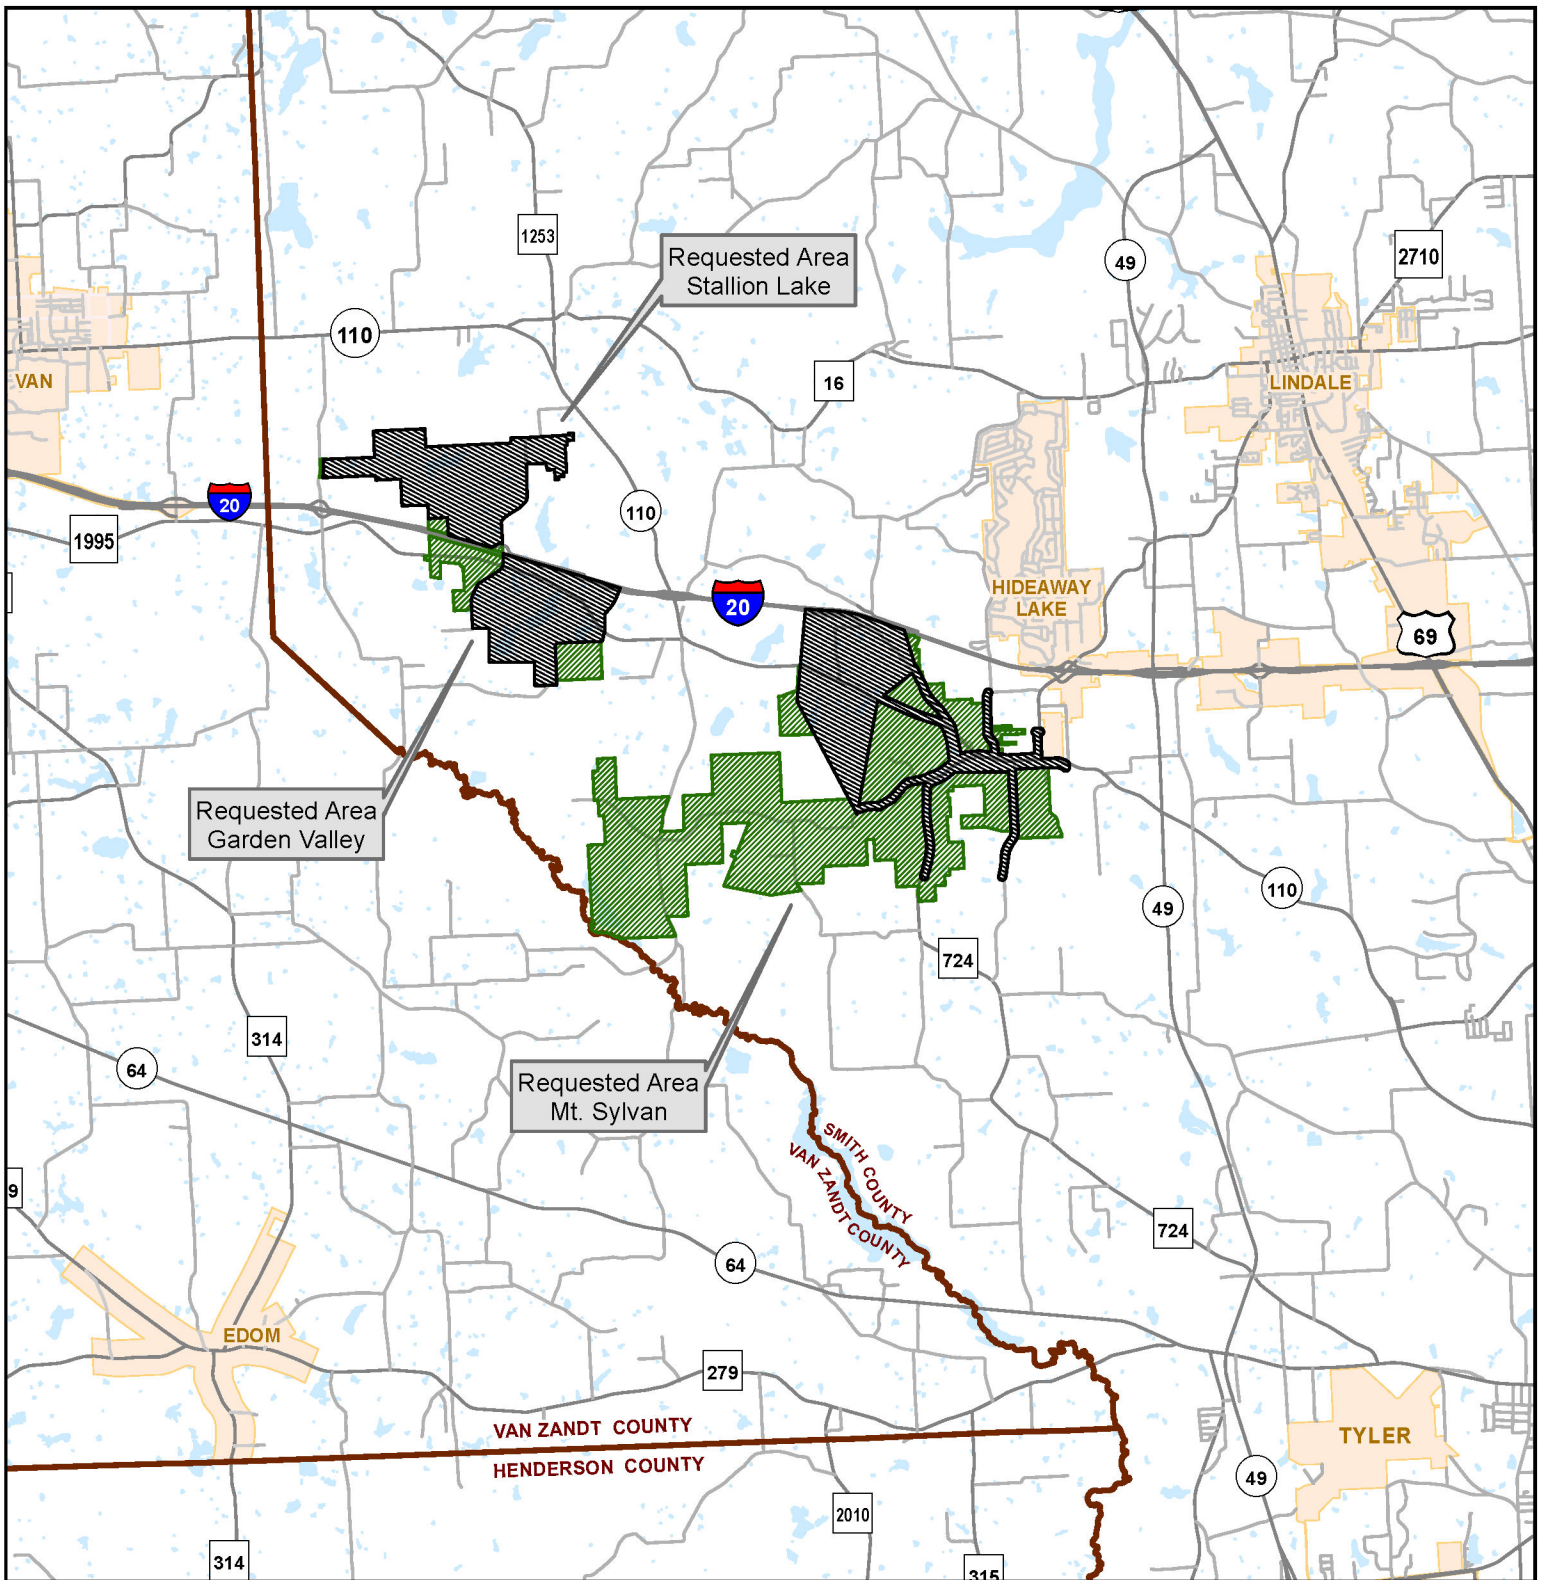 1253
Requested Area
Stallion Lake
49
2710
110
16
VAN
LINDALE
20
1995
110
20
HIDEAWAY
LAKE
69
Requested Area
Garden Valley
110
49
724
314
64
Requested Area
Mt. Sylvan
SMITH COUNTY
VAN ZANDT COUNTY
9
724
64
EDOM
279
VAN ZANDT COUNTY
HENDERSON COUNTY
TYLER
49
2010
314
315